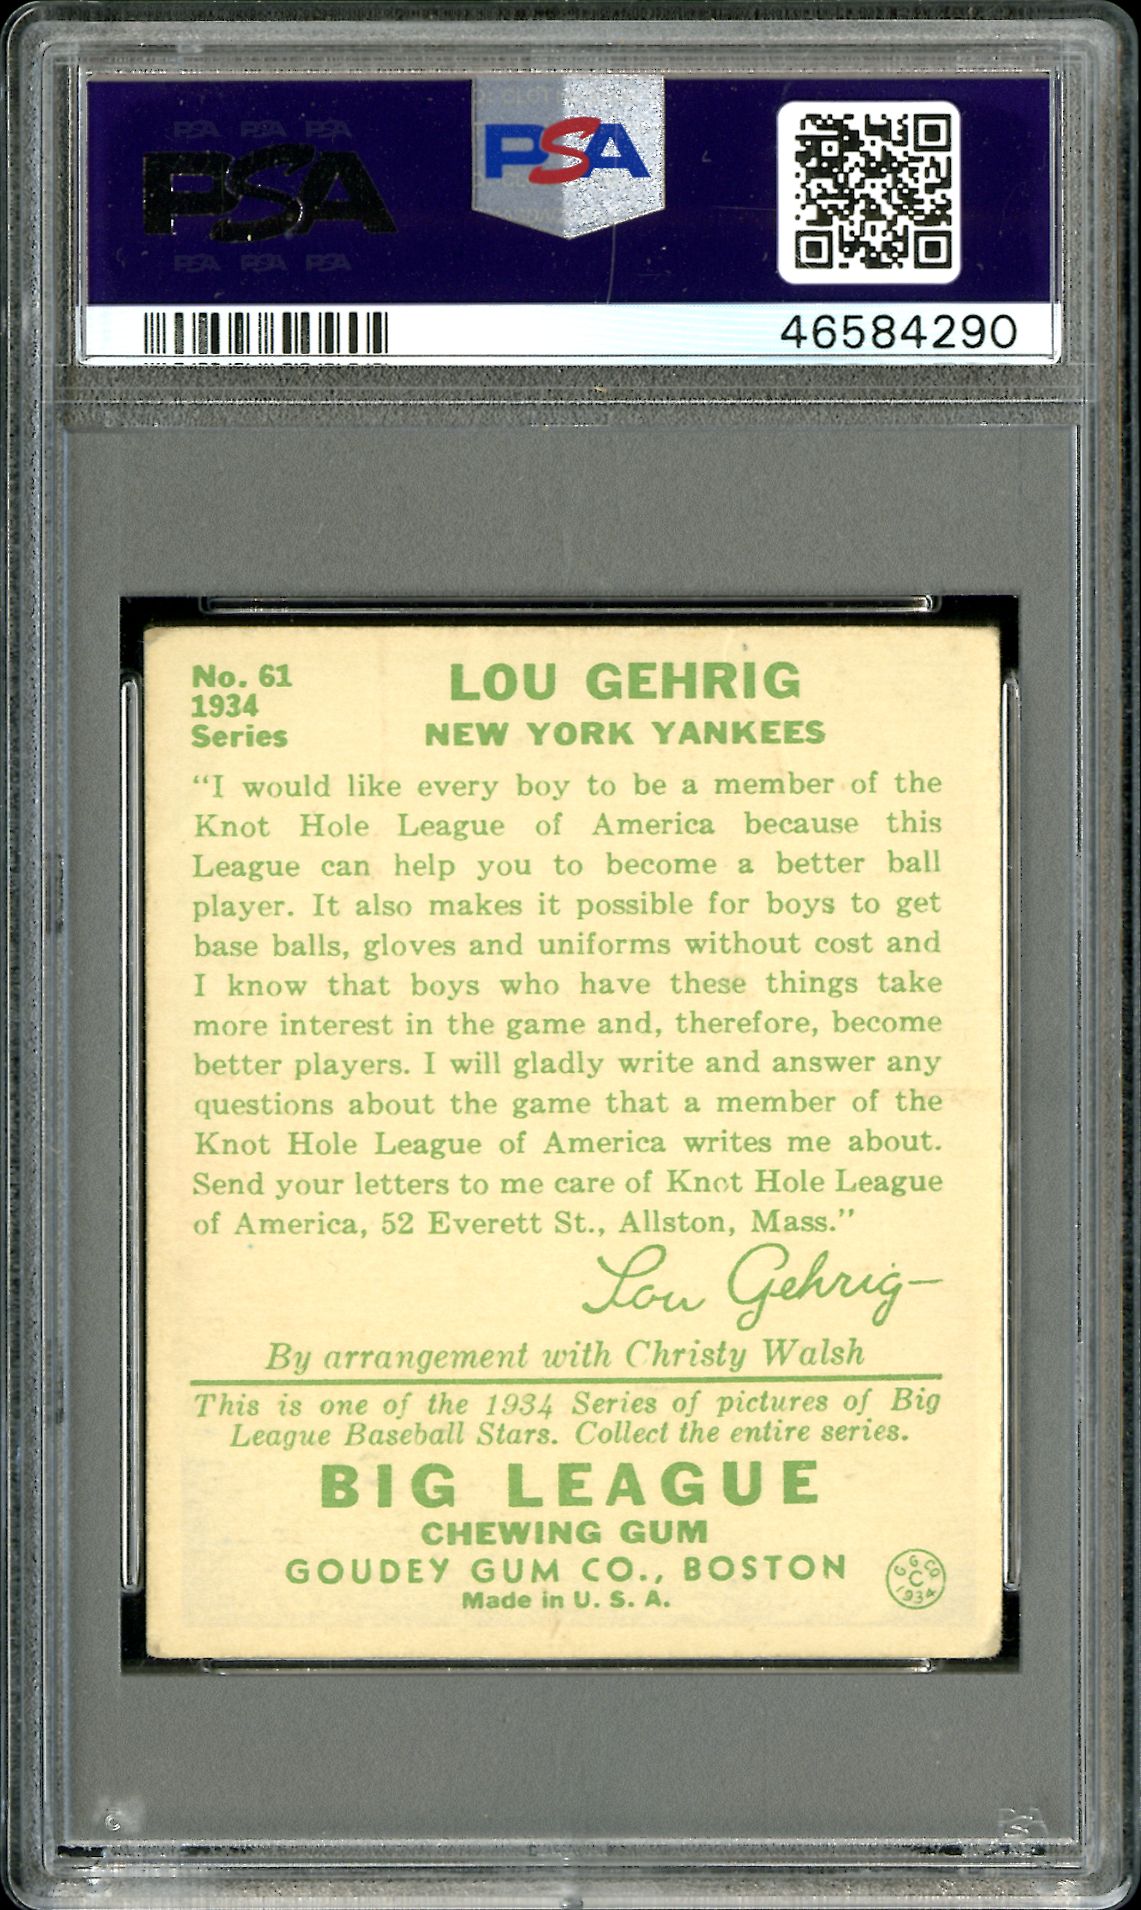 PSA PSA PSA
PSA
PSA
PSA PSA PSA
46584290
No. 61
1934
Series
LOU GEHRIG
NEW YORK YANKEES
"I would like every boy to be a member of the
Knot Hole League of America because this
League can help you to become a better ball
player. It also makes it possible for boys to get
base balls, gloves and uniforms without cost and
I know that boys who have these things take
more interest in the game and, therefore, become
better players. I will gladly write and answer any
questions about the game that a member of the
Knot Hole League of America writes me about.
Send your letters to me care of Knot Hole League
of America, 52 Everett St., Allston, Mass."
Lou Gehrig
By arrangement with Christy Walsh
This is one of the 1934 Series of pictures of Big
League Baseball Stars. Collect the entire series.
BIG LEAGUE
CHEWING GUM
GOUDEY GUM CO., BOSTON
Made in U. S. A.
G G Co
C
1934
PSA